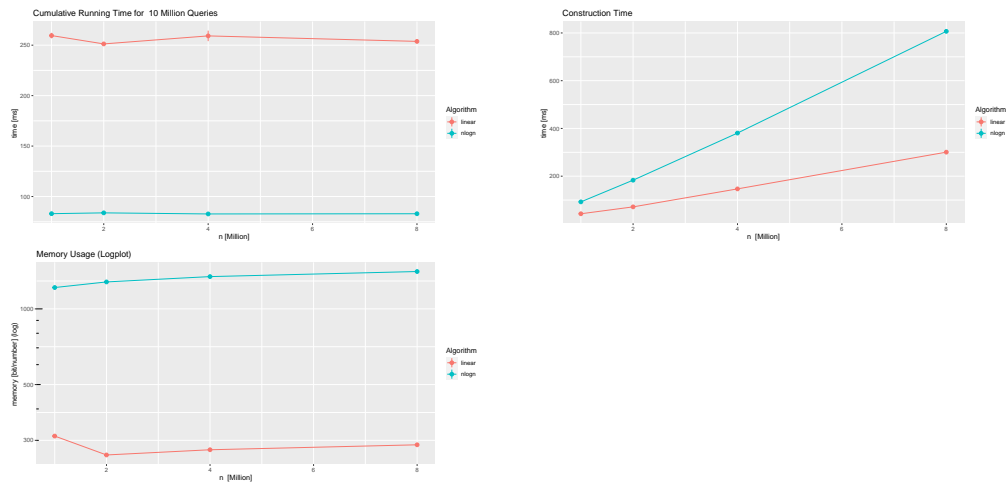 Cumulative Running Time for 10 Million Queries
250
200
150
100
time [ms]
2
4
6
8
n [Million]
Algorithm
linear
nlogn
Construction Time
800
600
400
200
time [ms]
2
4
6
8
n [Million]
Algorithm
linear
nlogn
Memory Usage (Logplot)
1000
500
300
memory [bit/number] (log)
2
4
6
8
n [Million]
Algorithm
linear
nlogn